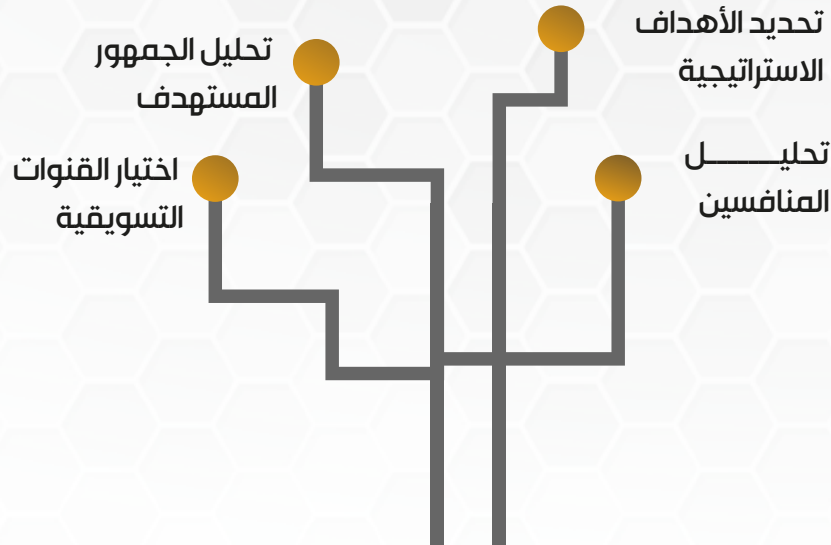 تحديد الأهداف
الاستراتيجية
تحليل الجمهور
المستهدف
تحليـــــــل
المنافسين
اختيار القنوات
التسويقية